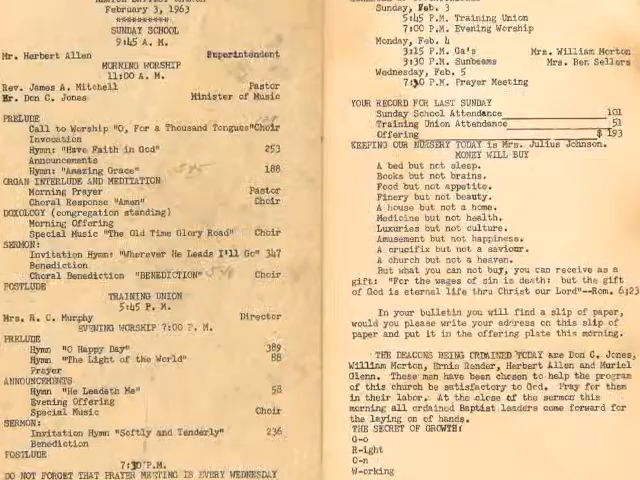 February 3, 1963
**********
SUNDAY SCHOOL
9:45 A. M.
Mr. Herbert Allen Superintendent
MORNING WORSHIP
11:00 A. M.
Rev. James A. Mitchell Pastor
Mr. Don C. Jones Minister of Music
PRELUDE
Call to Worship "O, For a Thousand Tongues" Choir
Invocation
Hymn: "Have Faith in God" 253
Announcements
Hymn: "Amazing Grace" 188
ORGAN INTERLUDE AND MEDITATION
Morning Prayer Pastor
Choral Response "Amen" Choir
DOXOLOGY (congregation standing)
Morning Offering
Special Music "The Old Time Glory Road" Choir
SERMON:
Invitation Hymn: "Wherever He Leads I'll Go" 347
Benediction
Choral Benediction "BENEDICTION" Choir
POSTLUDE
TRAINING UNION
5:45 P. M.
Mrs. R. C. Murphy Director
EVENING WORSHIP 7:00 P. M.
PRELUDE
Hymn "O Happy Day" 389
Hymn "The Light of the World" 88
Prayer
ANNOUNCEMENTS
Hymn "He Leadeth Me" 58
Evening Offering
Special Music Choir
SERMON:
Invitation Hymn "Softly and Tenderly" 236
Benediction
POSTLUDE
7:30 P.M.
DO NOT FORGET THAT PRAYER MEETING IS EVERY WEDNESDAY
Sunday, Feb. 3
5:45 P.M. Training Union
7:00 P.M. Evening Worship
Monday, Feb. 4
3:15 P.M. Ga's Mrs. William Morton
3:30 P.M. Sunbeams Mrs. Ben Sellers
Wednesday, Feb. 5
7:30 P.M. Prayer Meeting
YOUR RECORD FOR LAST SUNDAY
Sunday School Attendance 101
Training Union Attendance 51
Offering $ 193
KEEPING OUR NURSERY TODAY is Mrs. Julius Johnson.
MONEY WILL BUY
A bed but not sleep.
Books but not brains.
Food but not appetite.
Finery but not beauty.
A house but not a home.
Medicine but not health.
Luxuries but not culture.
Amusement but not happiness.
A crucifix but not a saviour.
A church but not a heaven.
But what you can not buy, you can receive as a
gift: "For the wages of sin is death: but the gift
of God is eternal life thru Christ our Lord"--Rom. 6:23
In your bulletin you will find a slip of paper,
would you please write your address on this slip of
paper and put it in the offering plate this morning.
THE DEACONS BEING ORDAINED TODAY are Don C. Jones,
William Morton, Ernie Render, Herbert Allen and Muriel
Glenn. These men have been chosen to help the program
of this church be satisfactory to God. Pray for them
in their labor. At the close of the sermon this
morning all ordained Baptist leaders come forward for
the laying on of hands.
THE SECRET OF GROWTH:
G-o
R-ight
O-n
W-orking